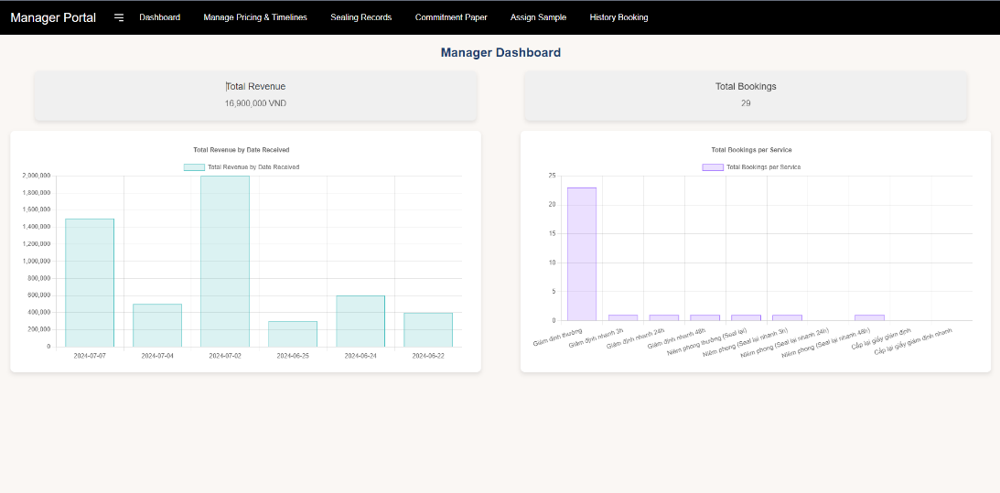 Manager Portal
Dashboard
Manage Pricing & Timelines
Sealing Records
Commitment Paper
Assign Sample
History Booking
Manager Dashboard
Total Revenue
16,900,000 VND
Total Bookings
29
Total Revenue by Date Received
Total Revenue by Date Received
2,000,000
1,800,000
1,600,000
1,400,000
1,200,000
1,000,000
800,000
600,000
400,000
200,000
0
2024-07-07
2024-07-04
2024-07-02
2024-06-25
2024-06-24
2024-06-22
Total Bookings per Service
Total Bookings per Service
25
20
15
10
5
0
Giám định thường
Giám định nhanh 3h
Giám định nhanh 24h
Giám định nhanh 48h
Niêm phong thường (Seal lại)
Niêm phong (Seal lại nhanh 3h)
Niêm phong (Seal lại nhanh 24h)
Niêm phong (Seal lại nhanh 48h)
Cấp lại giấy giám định
Cấp lại giấy giám định nhanh